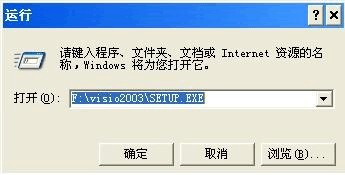 运行
请键入程序、文件夹、文档或 Internet 资源的名
称，Windows 将为您打开它。
打开(O): F:\visio2003\SETUP.EXE
确定 取消 浏览(B)...